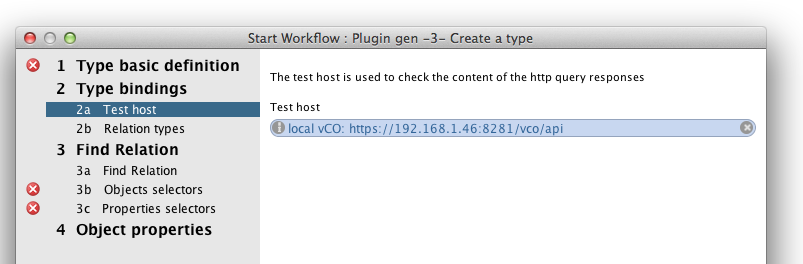 Start Workflow : Plugin gen -3- Create a type
1 Type basic definition
2 Type bindings
2a Test host
2b Relation types
3 Find Relation
3a Find Relation
3b Objects selectors
3c Properties selectors
4 Object properties
The test host is used to check the content of the http query responses
Test host
local vCO: https://192.168.1.46:8281/vco/api